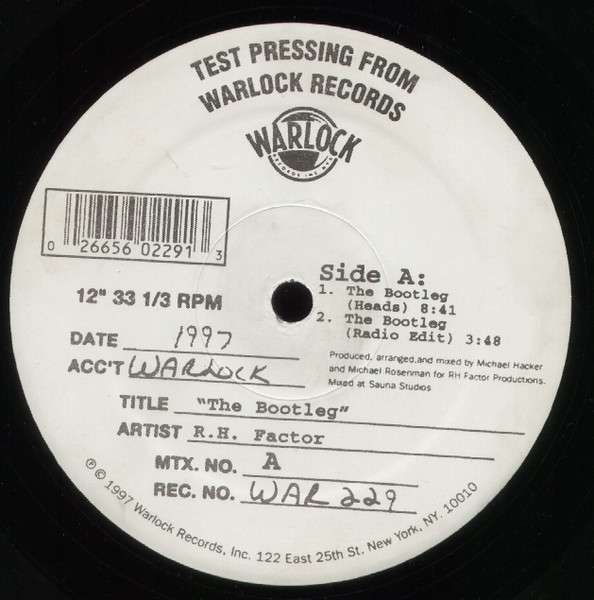 TEST PRESSING FROM
WARLOCK RECORDS
WARLOCK
RECORDS INC N.Y.
0 26656 02291 3
12" 33 1/3 RPM
Side A:
1. The Bootleg
(Heads) 8:41
2. The Bootleg
(Radio Edit) 3:48
Produced, arranged,and mixed by Michael Hacker
and Michael Rosenman for RH Factor Productions.
Mixed at Sauna Studios
DATE 1997
ACC'T WARLOCK
TITLE "The Bootleg"
ARTIST R.H. Factor
MTX. NO. A
REC. NO. WAR 229
℗ © 1997 Warlock Records, Inc. 122 East 25th St. New York, NY. 10010